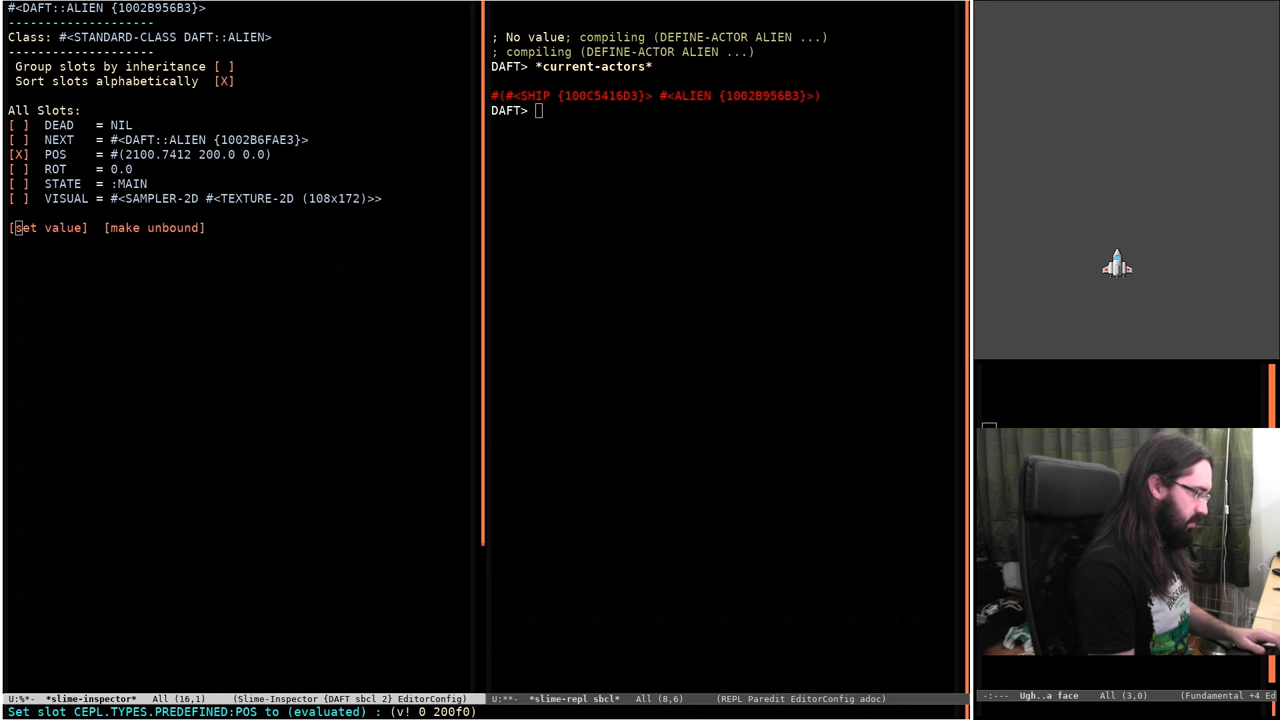 #<DAFT::ALIEN {1002B956B3}>
--------------------
Class: #<STANDARD-CLASS DAFT::ALIEN>
--------------------
Group slots by inheritance [ ]
Sort slots alphabetically  [X]
All Slots:
[ ]  DEAD   = NIL
[ ]  NEXT   = #<DAFT::ALIEN {1002B6FAE3}>
[X]  POS    = #(2100.7412 200.0 0.0)
[ ]  ROT    = 0.0
[ ]  STATE  = :MAIN
[ ]  VISUAL = #<SAMPLER-2D #<TEXTURE-2D (108x172)>>
[set value]  [make unbound]
U:%*-  *slime-inspector*   All (16,1)     (Slime-Inspector {DAFT sbcl 2} EditorConfig)
Set slot CEPL.TYPES.PREDEFINED:POS to (evaluated) : (v! 0 200f0)
; No value; compiling (DEFINE-ACTOR ALIEN ...)
; compiling (DEFINE-ACTOR ALIEN ...)
DAFT> *current-actors*
#(#<SHIP {100C5416D3}> #<ALIEN {1002B956B3}>)
DAFT>
U:**-  *slime-repl sbcl*   All (8,6)      (REPL Paredit EditorConfig adoc)
-:---  Ugh..a face    All (3,0)      (Fundamental +4 Ed